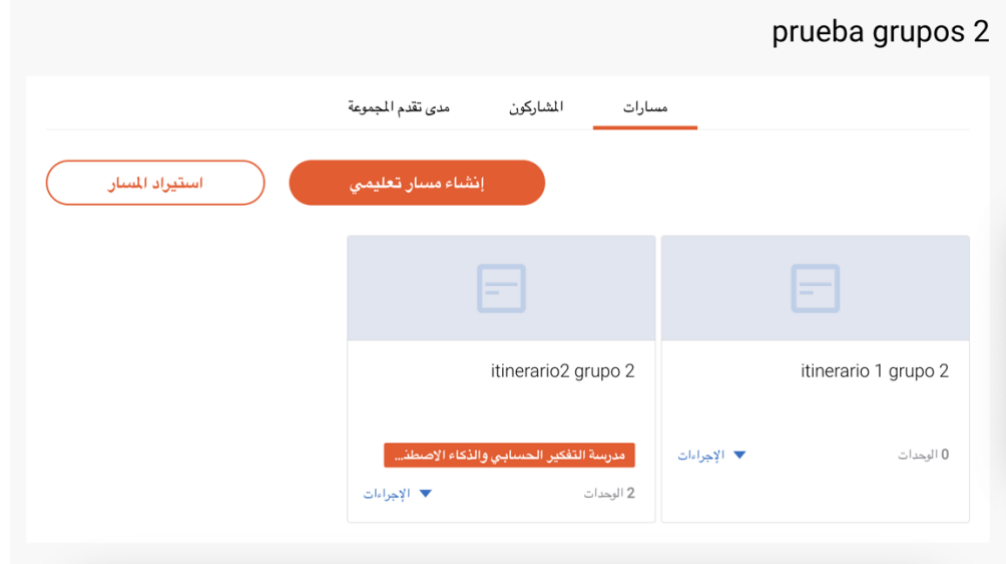 prueba grupos 2
مسارات
المشاركون
مدى تقدم المجموعة
إنشاء مسار تعليمي
استيراد المسار
itinerario 1 grupo 2
0 الوحدات
الإجراءات
itinerario2 grupo 2
مدرسة التفكير الحسابي والذكاء الاصطذ...
2 الوحدات
الإجراءات